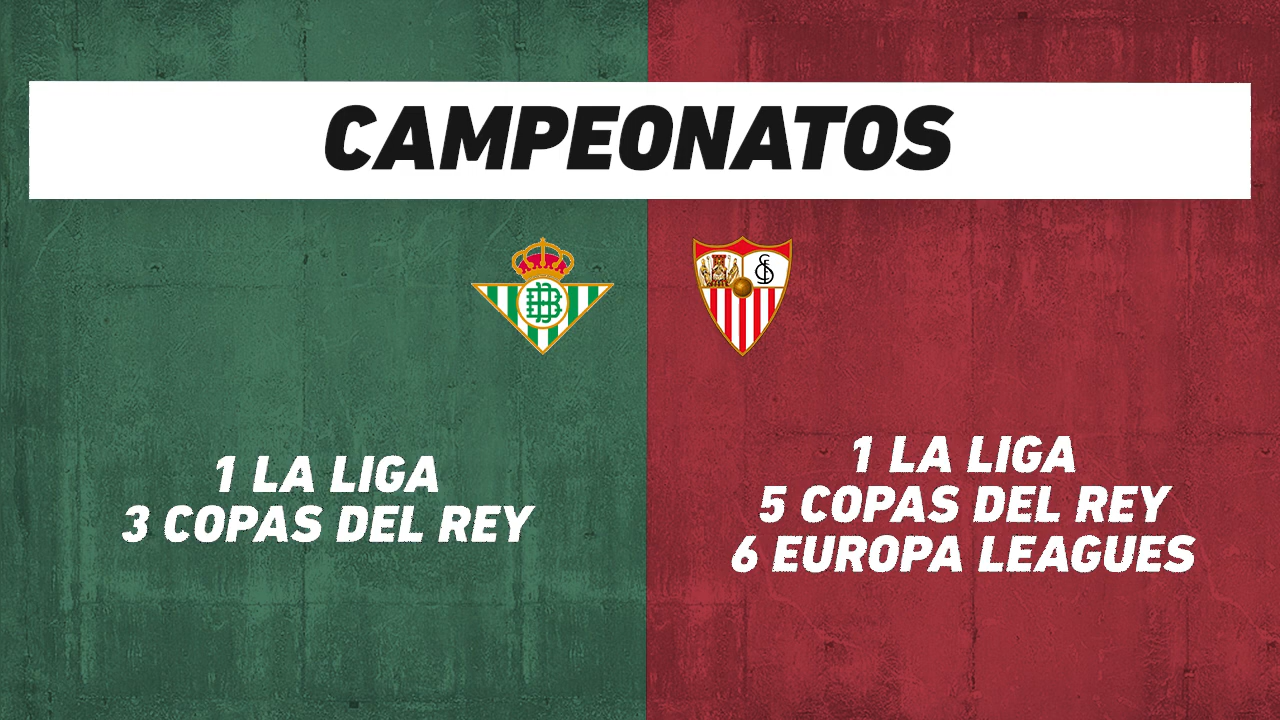 CAMPEONATOS
1 LA LIGA
3 COPAS DEL REY
1 LA LIGA
5 COPAS DEL REY
6 EUROPA LEAGUES